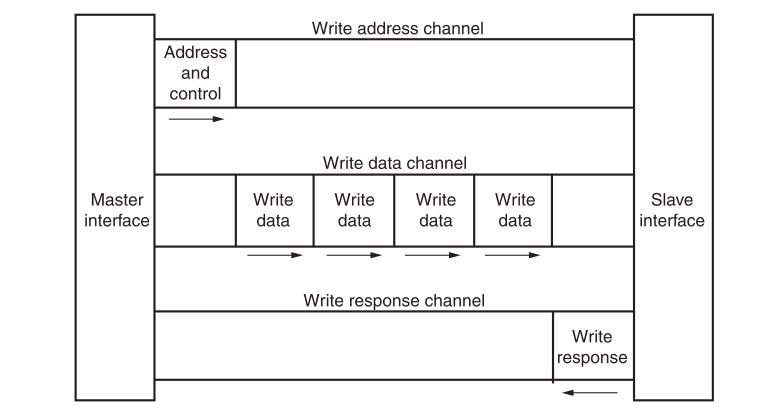 Write address channel
Address
and
control
Write data channel
Master
interface
Write
data
Write
data
Write
data
Write
data
Slave
interface
Write response channel
Write
response